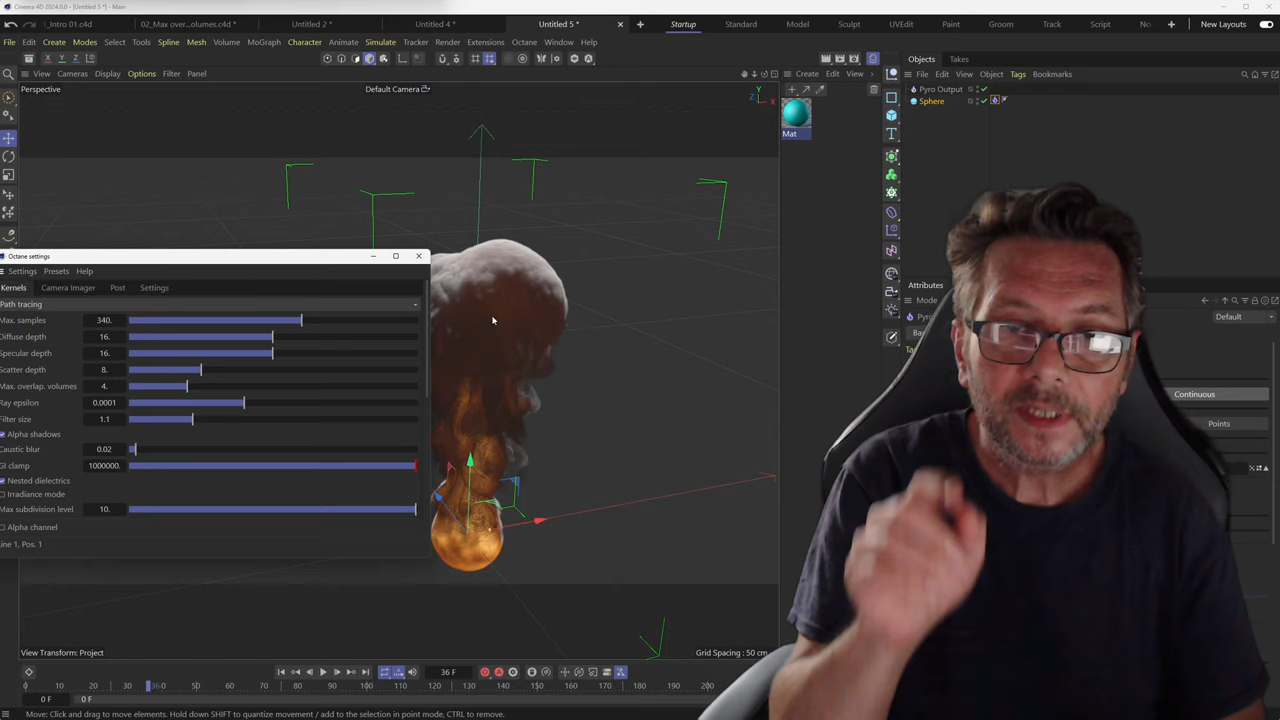 Cinema 4D 2024.0.0 - Main
_I_Intro 01.c4d *
02_Max over...olumes.c4d *
Untitled 2 *
Untitled 4 *
Untitled 5 *
Startup
Standard
Model
Sculpt
UVEdit
Paint
Groom
Track
Script
New Layouts
File Edit Create Modes Select Tools Spline Mesh Volume MoGraph Character Animate Simulate Tracker Render Extensions Octane Window Help
Objects Takes
X Y Z
View Cameras Display Options Filter Panel
Create Edit View
File Edit View Object Tags Bookmarks
Perspective
Default Camera
Y
Z
X
Pyro Output
Sphere
Mat
Octane settings
Settings Presets Help
Kernels Camera Imager Post Settings
Path tracing
Max. samples 340.
Diffuse depth 16.
Specular depth 16.
Scatter depth 8.
Max. overlap. volumes 4.
Ray epsilon 0.0001
Filter size 1.1
Alpha shadows
Caustic blur 0.02
GI clamp 1000000.
Nested dielectrics
Irradiance mode
Max subdivision level 10.
Alpha channel
Line 1, Pos. 1
Attributes
Mode
Default
Continuous
Points
View Transform: Project
Grid Spacing : 50 cm
36 F
0 10 20 30 36 40 50 60 70 80 90 100 110 120 130 140 150 160 170 180 190 200
0 F
0 F
Move: Click and drag to move elements. Hold down SHIFT to quantize movement / add to the selection in point mode, CTRL to remove.